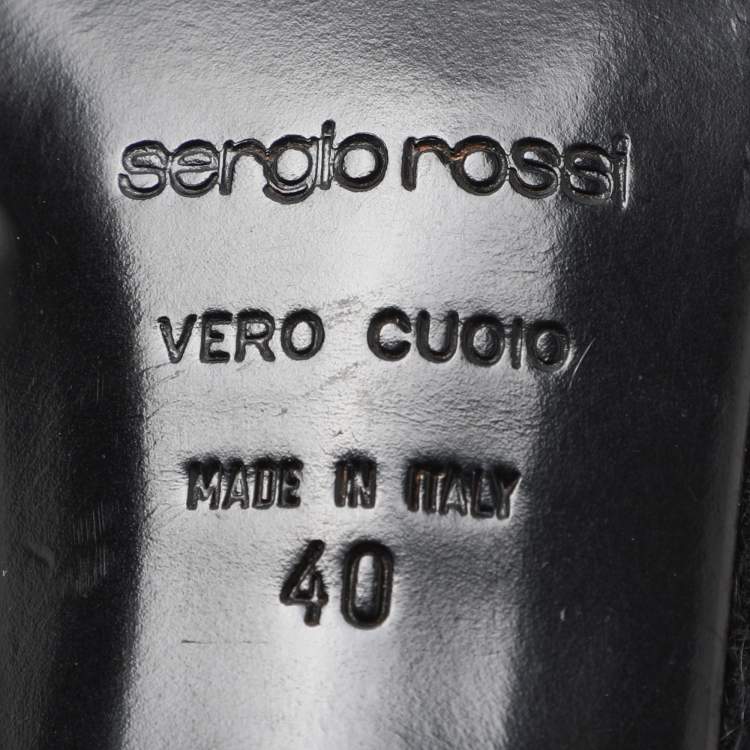 sergio rossi
VERO CUOIO
MADE IN ITALY
40